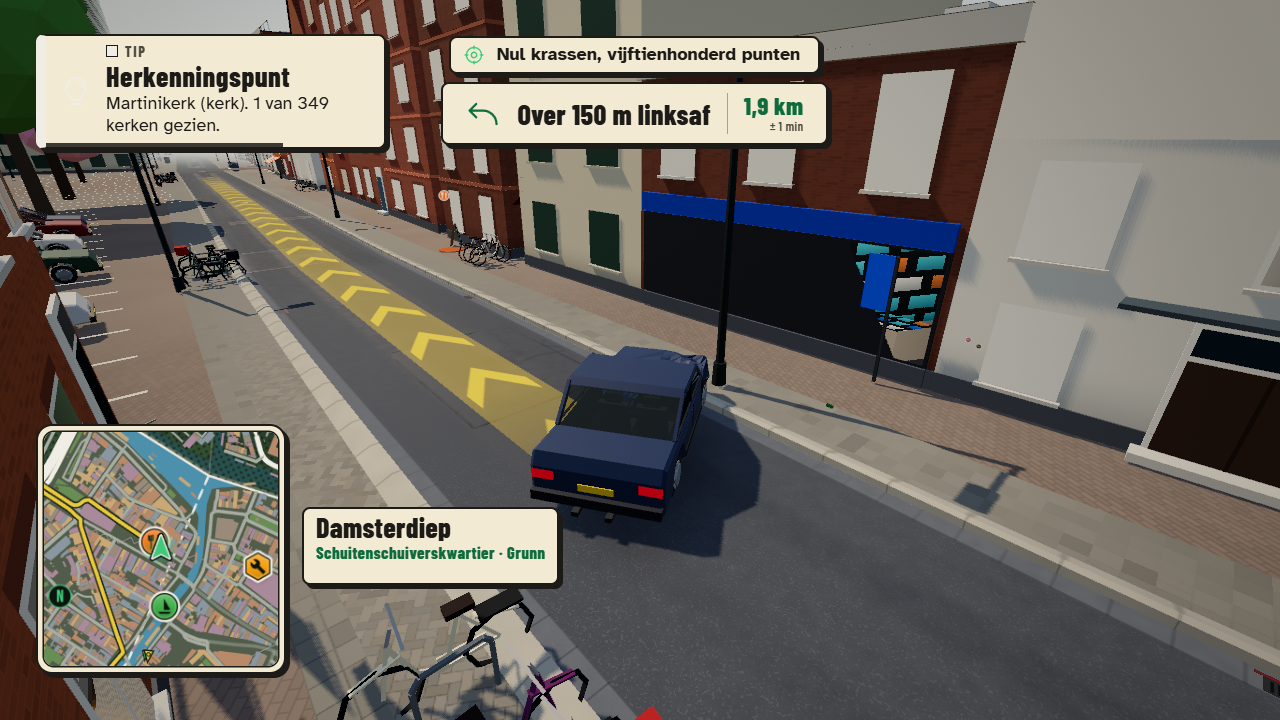 TIP
Herkenningspunt
Martinikerk (kerk). 1 van 349
kerken gezien.
Nul krassen, vijftienhonderd punten
Over 150 m linksaf
1,9 km
± 1 min
N
Damsterdiep
Schuitenschuiverskwartier · Grunn